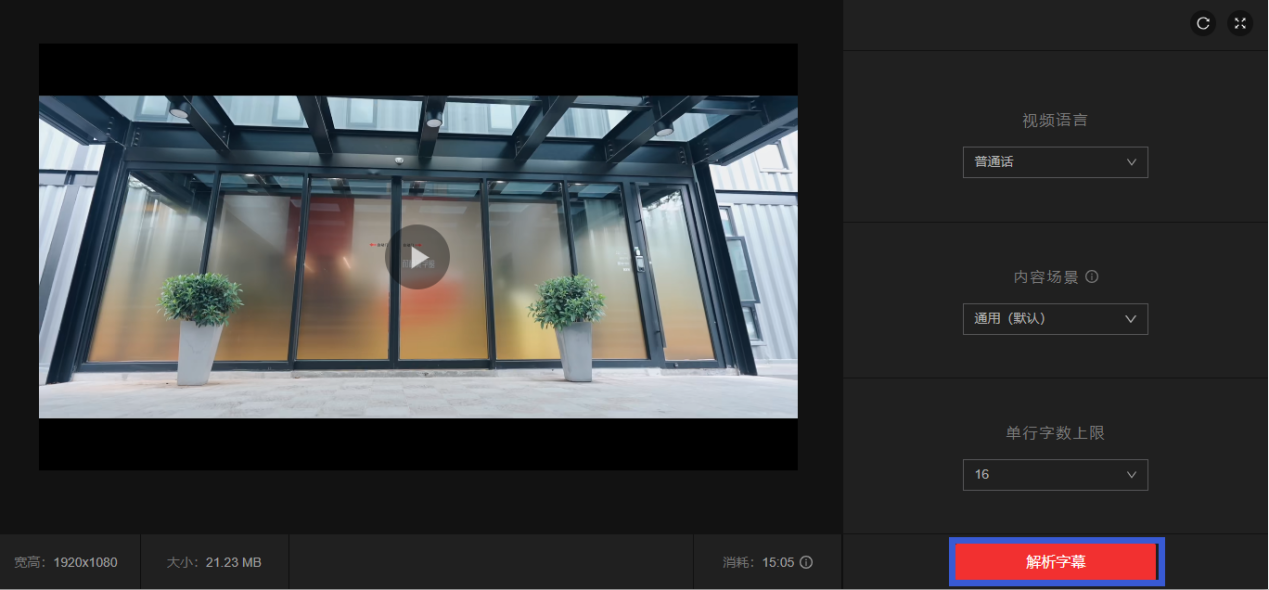 视频语言
普通话
内容场景
通用（默认）
单行字数上限
16
宽高：1920x1080
大小：21.23 MB
消耗：15:05
解析字幕